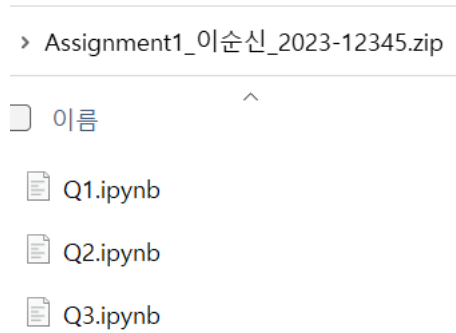 Assignment1_이순신_2023-12345.zip
이름
Q1.ipynb
Q2.ipynb
Q3.ipynb